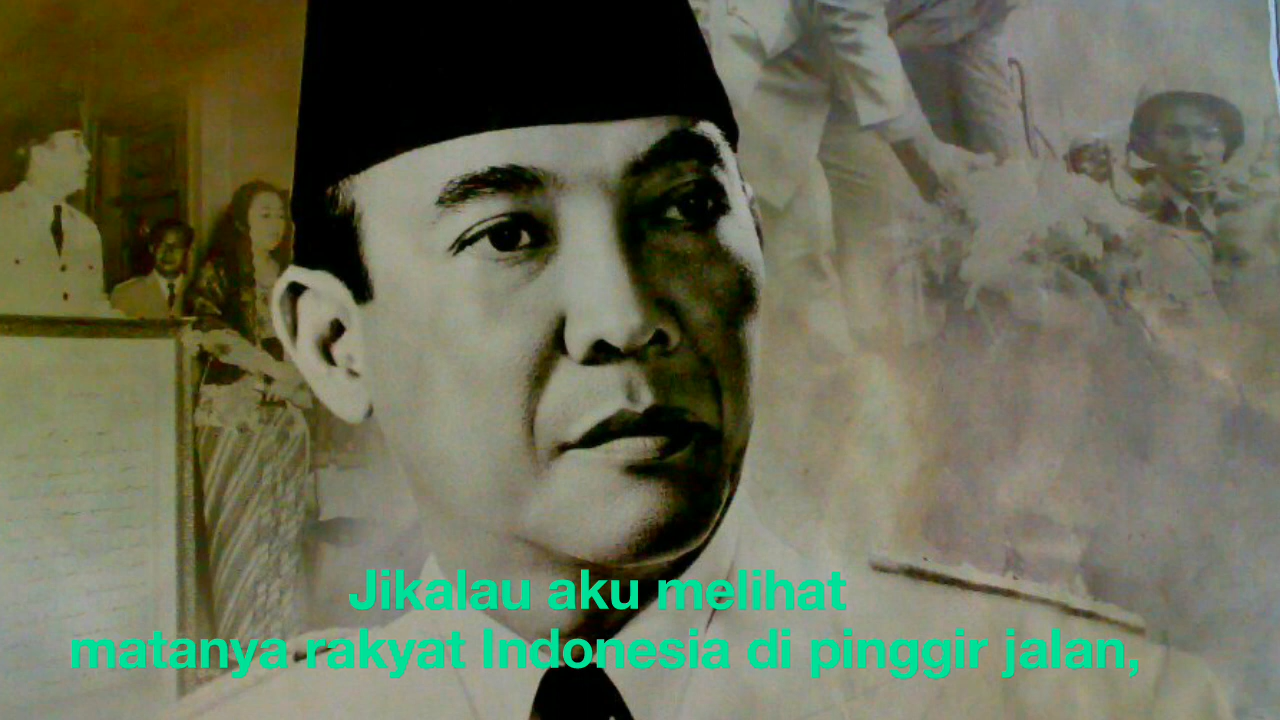 Jikalau aku melihat
matanya rakyat Indonesia di pinggir jalan,